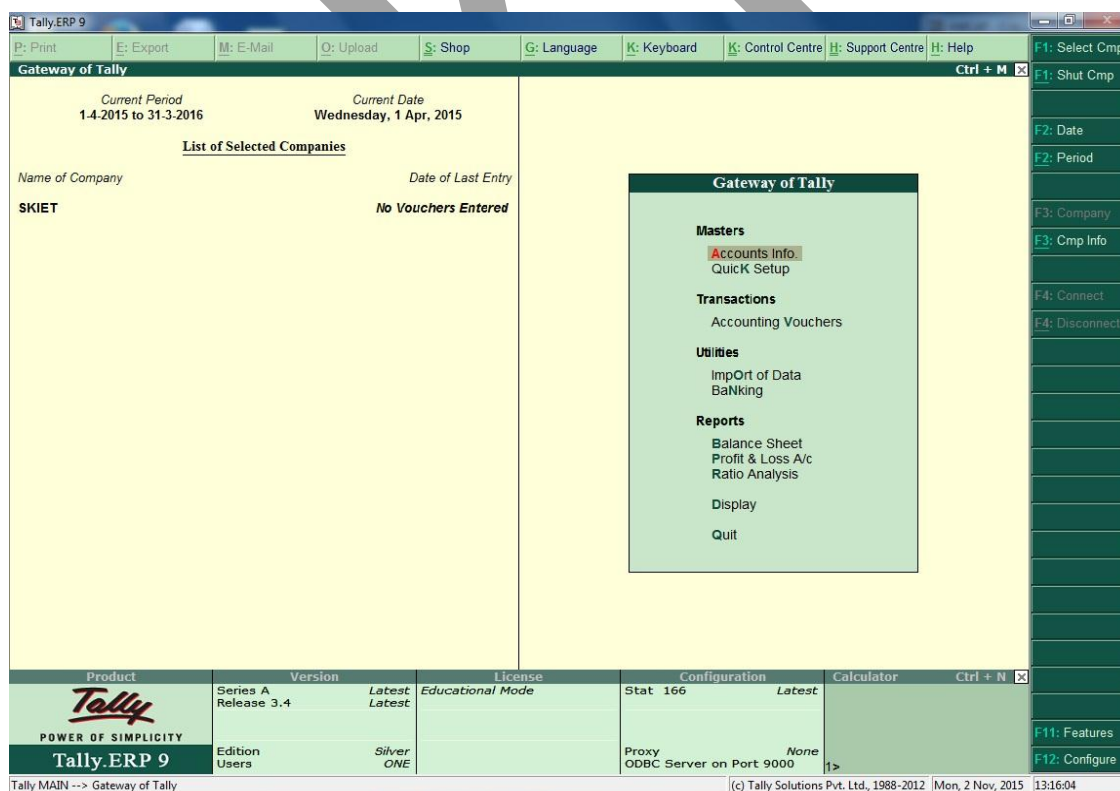 Tally.ERP 9
P: Print E: Export M: E-Mail O: Upload S: Shop G: Language K: Keyboard K: Control Centre H: Support Centre H: Help
Gateway of Tally Ctrl + M
Current Period Current Date
1-4-2015 to 31-3-2016 Wednesday, 1 Apr, 2015
List of Selected Companies
Name of Company Date of Last Entry
SKIET No Vouchers Entered
Gateway of Tally
Masters
Accounts Info.
QuicK Setup
Transactions
Accounting Vouchers
Utilities
ImpOrt of Data
BaNking
Reports
Balance Sheet
Profit & Loss A/c
Ratio Analysis
Display
Quit
F1: Select Cmp
F1: Shut Cmp
F2: Date
F2: Period
F3: Company
F3: Cmp Info
F4: Connect
F4: Disconnect
F11: Features
F12: Configure
Product Version License Configuration Calculator Ctrl + N
Tally
POWER OF SIMPLICITY
Tally.ERP 9
Series A Latest
Release 3.4 Latest
Edition Silver
Users ONE
Educational Mode
Stat 166 Latest
Proxy None
ODBC Server on Port 9000
1>
Tally MAIN --> Gateway of Tally (c) Tally Solutions Pvt. Ltd., 1988-2012 Mon, 2 Nov, 2015 13:16:04